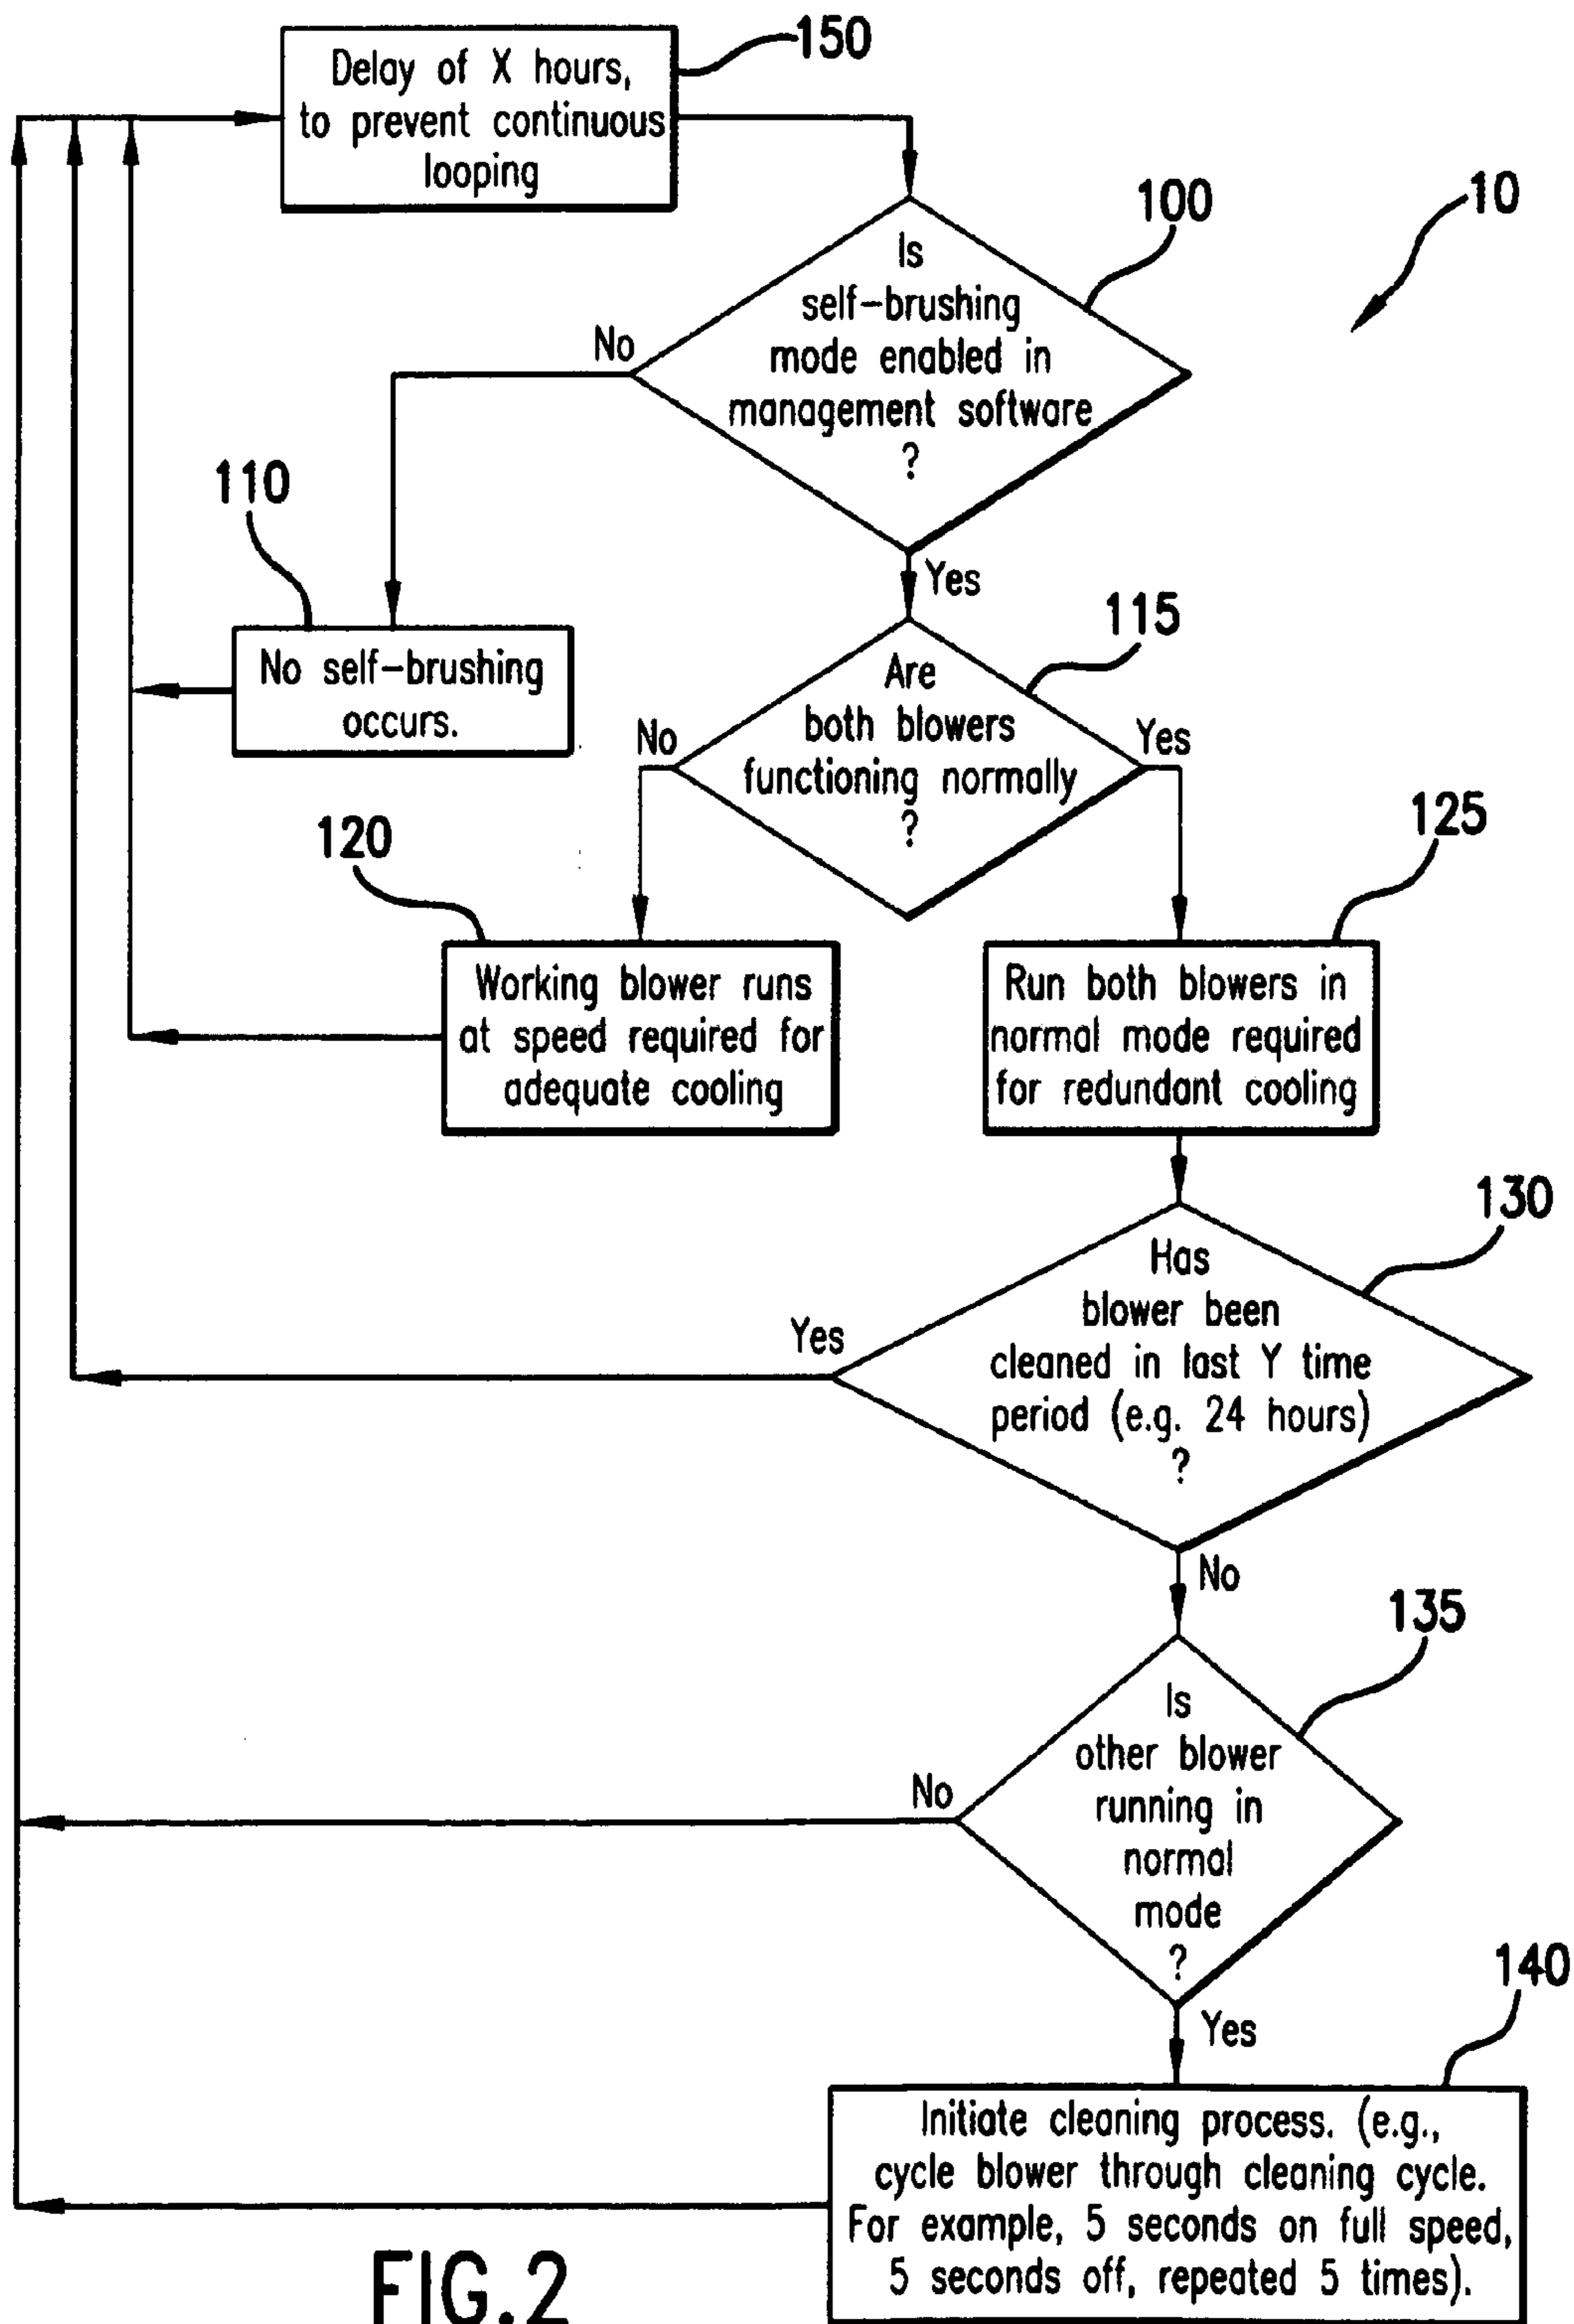 150
Delay of X hours,
to prevent continuous
looping
10
100
Is
self-brushing
mode enabled in
management software
?
No
Yes
110
No self-brushing
occurs.
115
Are
both blowers
functioning normally
?
No
Yes
120
Working blower runs
at speed required for
adequate cooling
125
Run both blowers in
normal mode required
for redundant cooling
130
Has
blower been
cleaned in last Y time
period (e.g. 24 hours)
?
Yes
No
135
Is
other blower
running in
normal
mode
?
No
Yes
140
Initiate cleaning process. (e.g.,
cycle blower through cleaning cycle.
For example, 5 seconds on full speed,
5 seconds off, repeated 5 times).
FIG.2